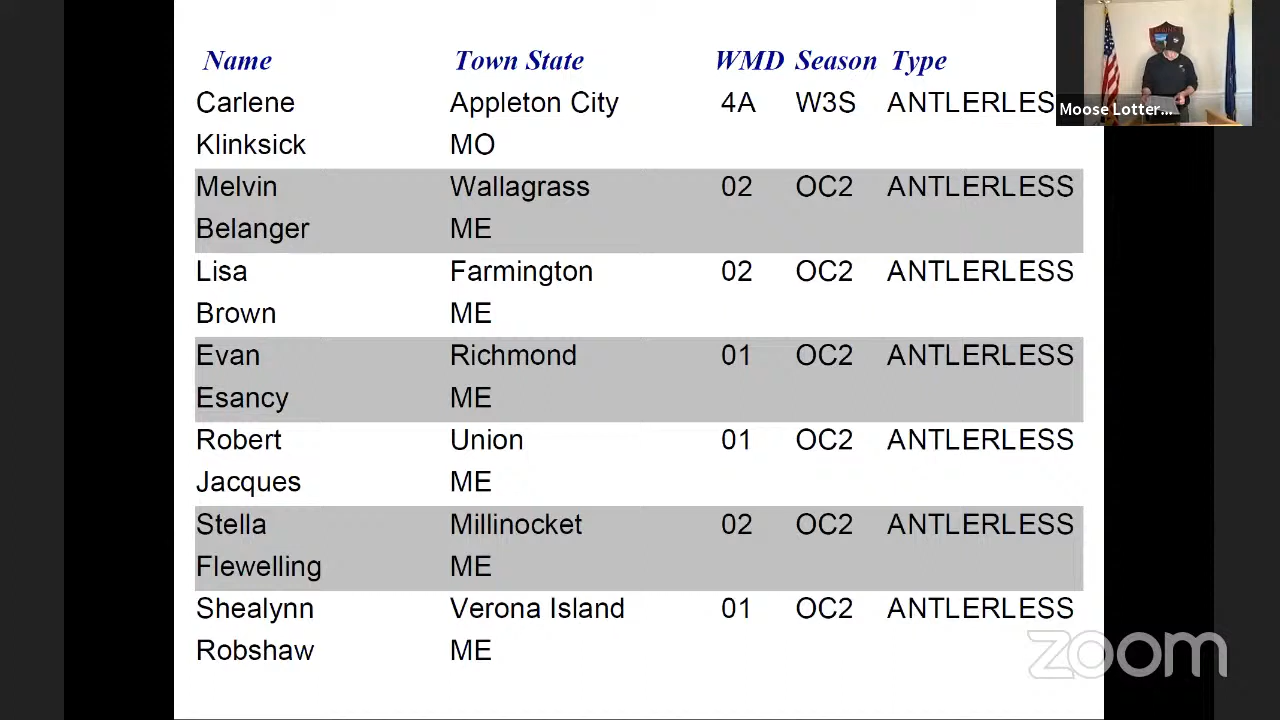 Name Town State WMD Season Type
Carlene Appleton City 4A W3S ANTLERLES
Klinksick MO
Melvin Wallagrass 02 OC2 ANTLERLESS
Belanger ME
Lisa Farmington 02 OC2 ANTLERLESS
Brown ME
Evan Richmond 01 OC2 ANTLERLESS
Esancy ME
Robert Union 01 OC2 ANTLERLESS
Jacques ME
Stella Millinocket 02 OC2 ANTLERLESS
Flewelling ME
Shealynn Verona Island 01 OC2 ANTLERLESS
Robshaw ME
Moose Lotter...
zoom